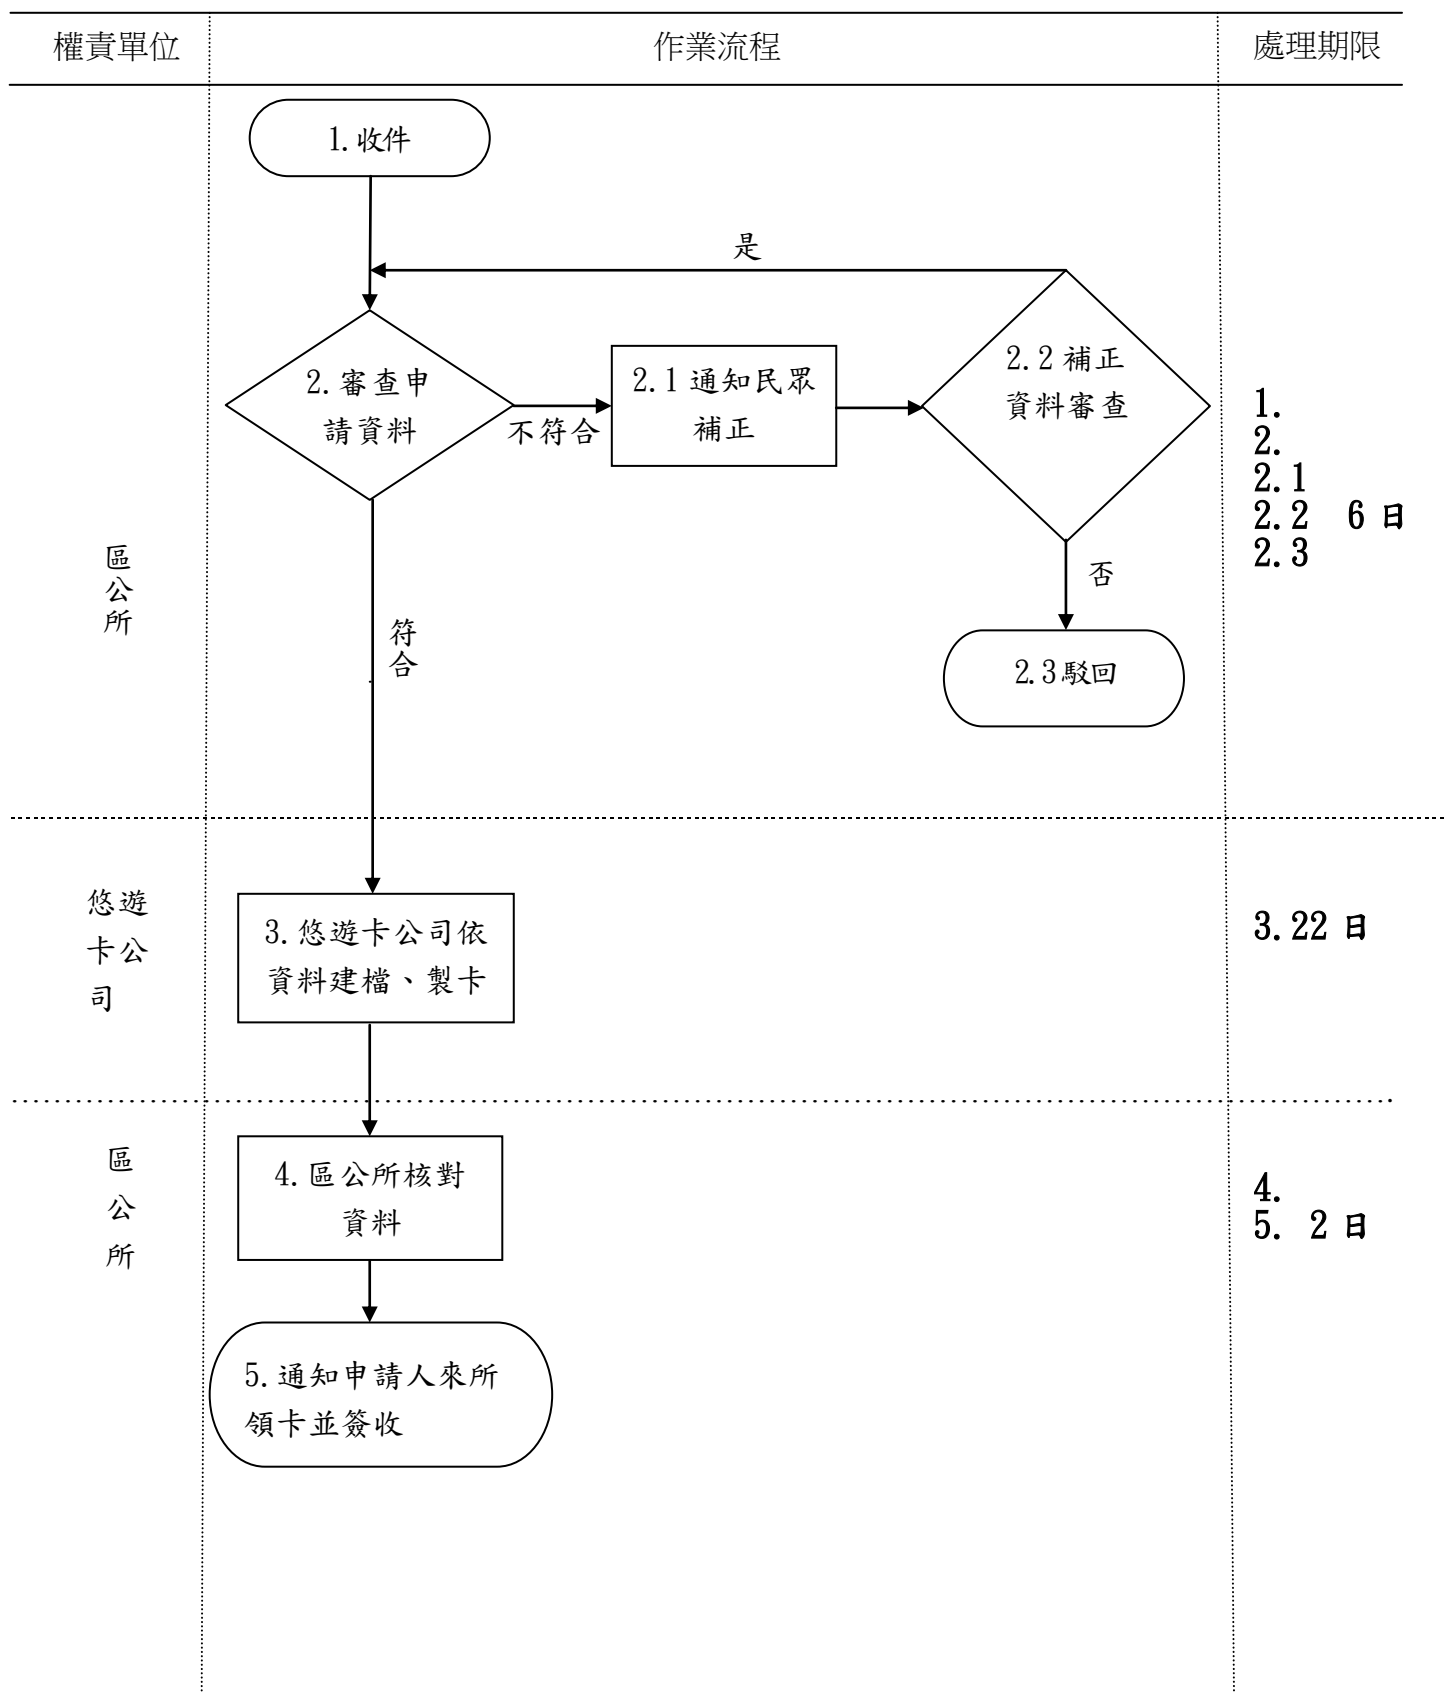 權責單位
作業流程
處理期限
1.收件
是
2.審查申
請資料
不符合
2.1通知民眾
補正
2.2補正
資料審查
否
2.3駁回
符
合
區
公
所
1.
2.
2.1
2.2 6日
2.3
悠遊
卡公
司
3.悠遊卡公司依
資料建檔、製卡
3.22日
區
公
所
4.區公所核對
資料
4.
5. 2日
5.通知申請人來所
領卡並簽收